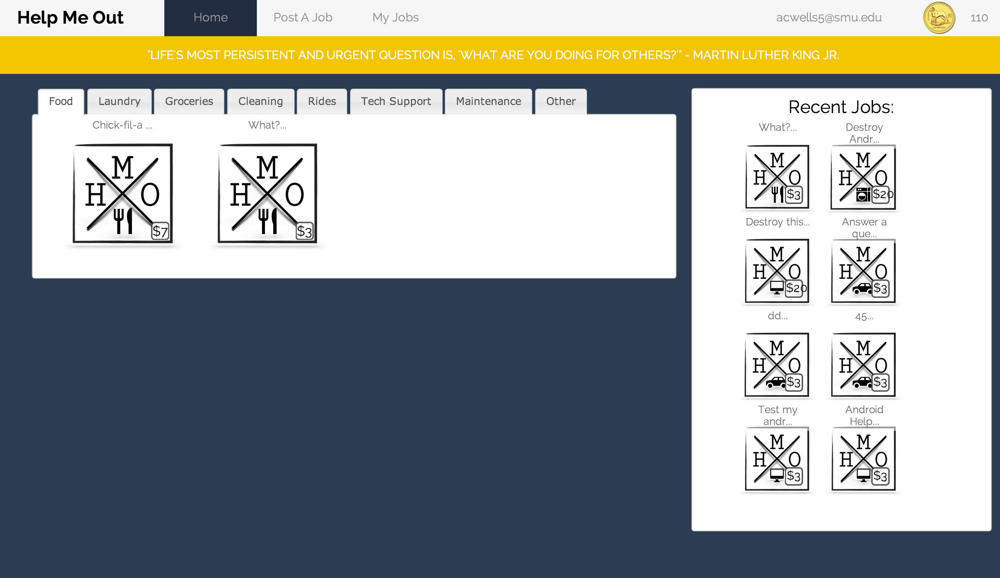 Help Me Out
Home
Post A Job
My Jobs
acwells5@smu.edu
110
"LIFE'S MOST PERSISTENT AND URGENT QUESTION IS, 'WHAT ARE YOU DOING FOR OTHERS?'" - MARTIN LUTHER KING JR.
Food
Laundry
Groceries
Cleaning
Rides
Tech Support
Maintenance
Other
Chick-fil-a ...
M
H O
$7
What?...
M
H O
$3
Recent Jobs:
What?...
M
H O
$3
Destroy
Andr...
M
H O
$20
Destroy this...
M
H O
$20
Answer a
que...
M
H O
$3
dd...
M
H O
$3
45...
M
H O
$3
Test my
andr...
M
H O
$3
Android
Help...
M
H O
$3